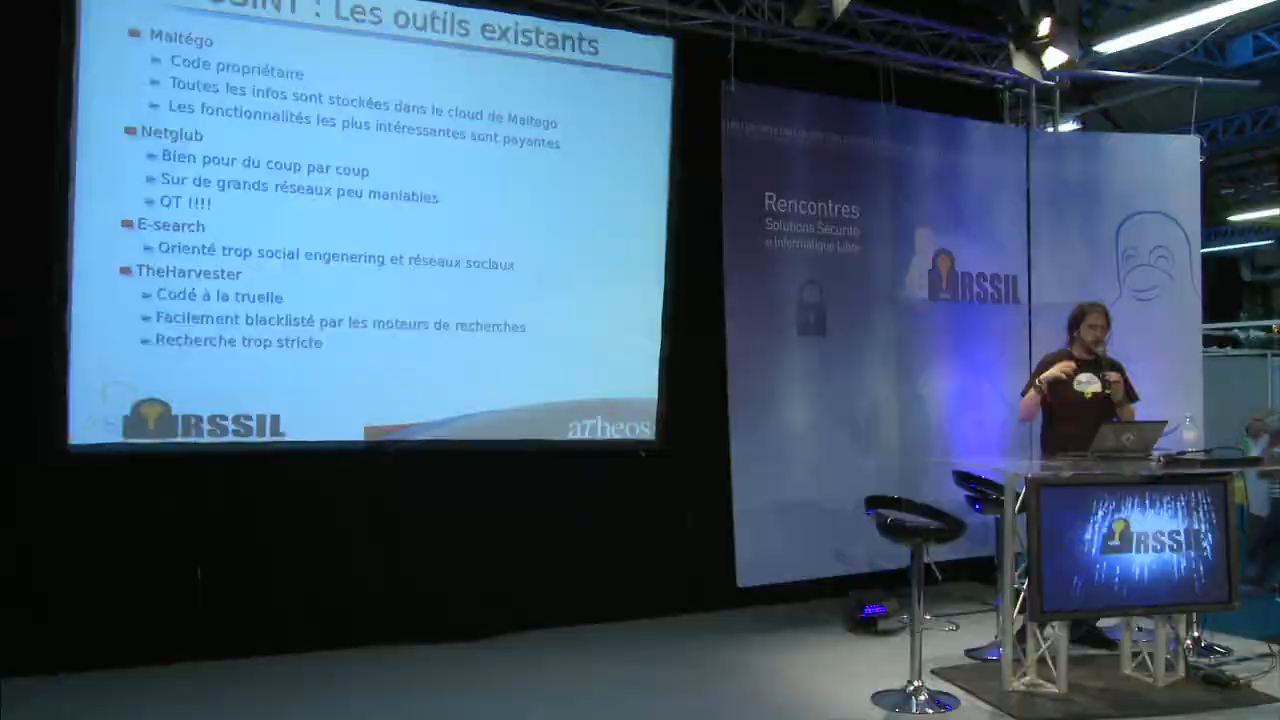 OSINT : Les outils existants
Maltégo
Code propriétaire
Toutes les infos sont stockées dans le cloud de Maltego
Les fonctionnalités les plus intéressantes sont payantes
Netglub
Bien pour du coup par coup
Sur de grands réseaux peu maniables
QT !!!!
E-search
Orienté trop social engenering et réseaux sociaux
TheHarvester
Codé à la truelle
Facilement blacklisté par les moteurs de recherches
Recherche trop stricte
RSSIL
aTheos
Rencontres
Solutions Sécurité
et Informatique Libre
RSSIL
RSSIL